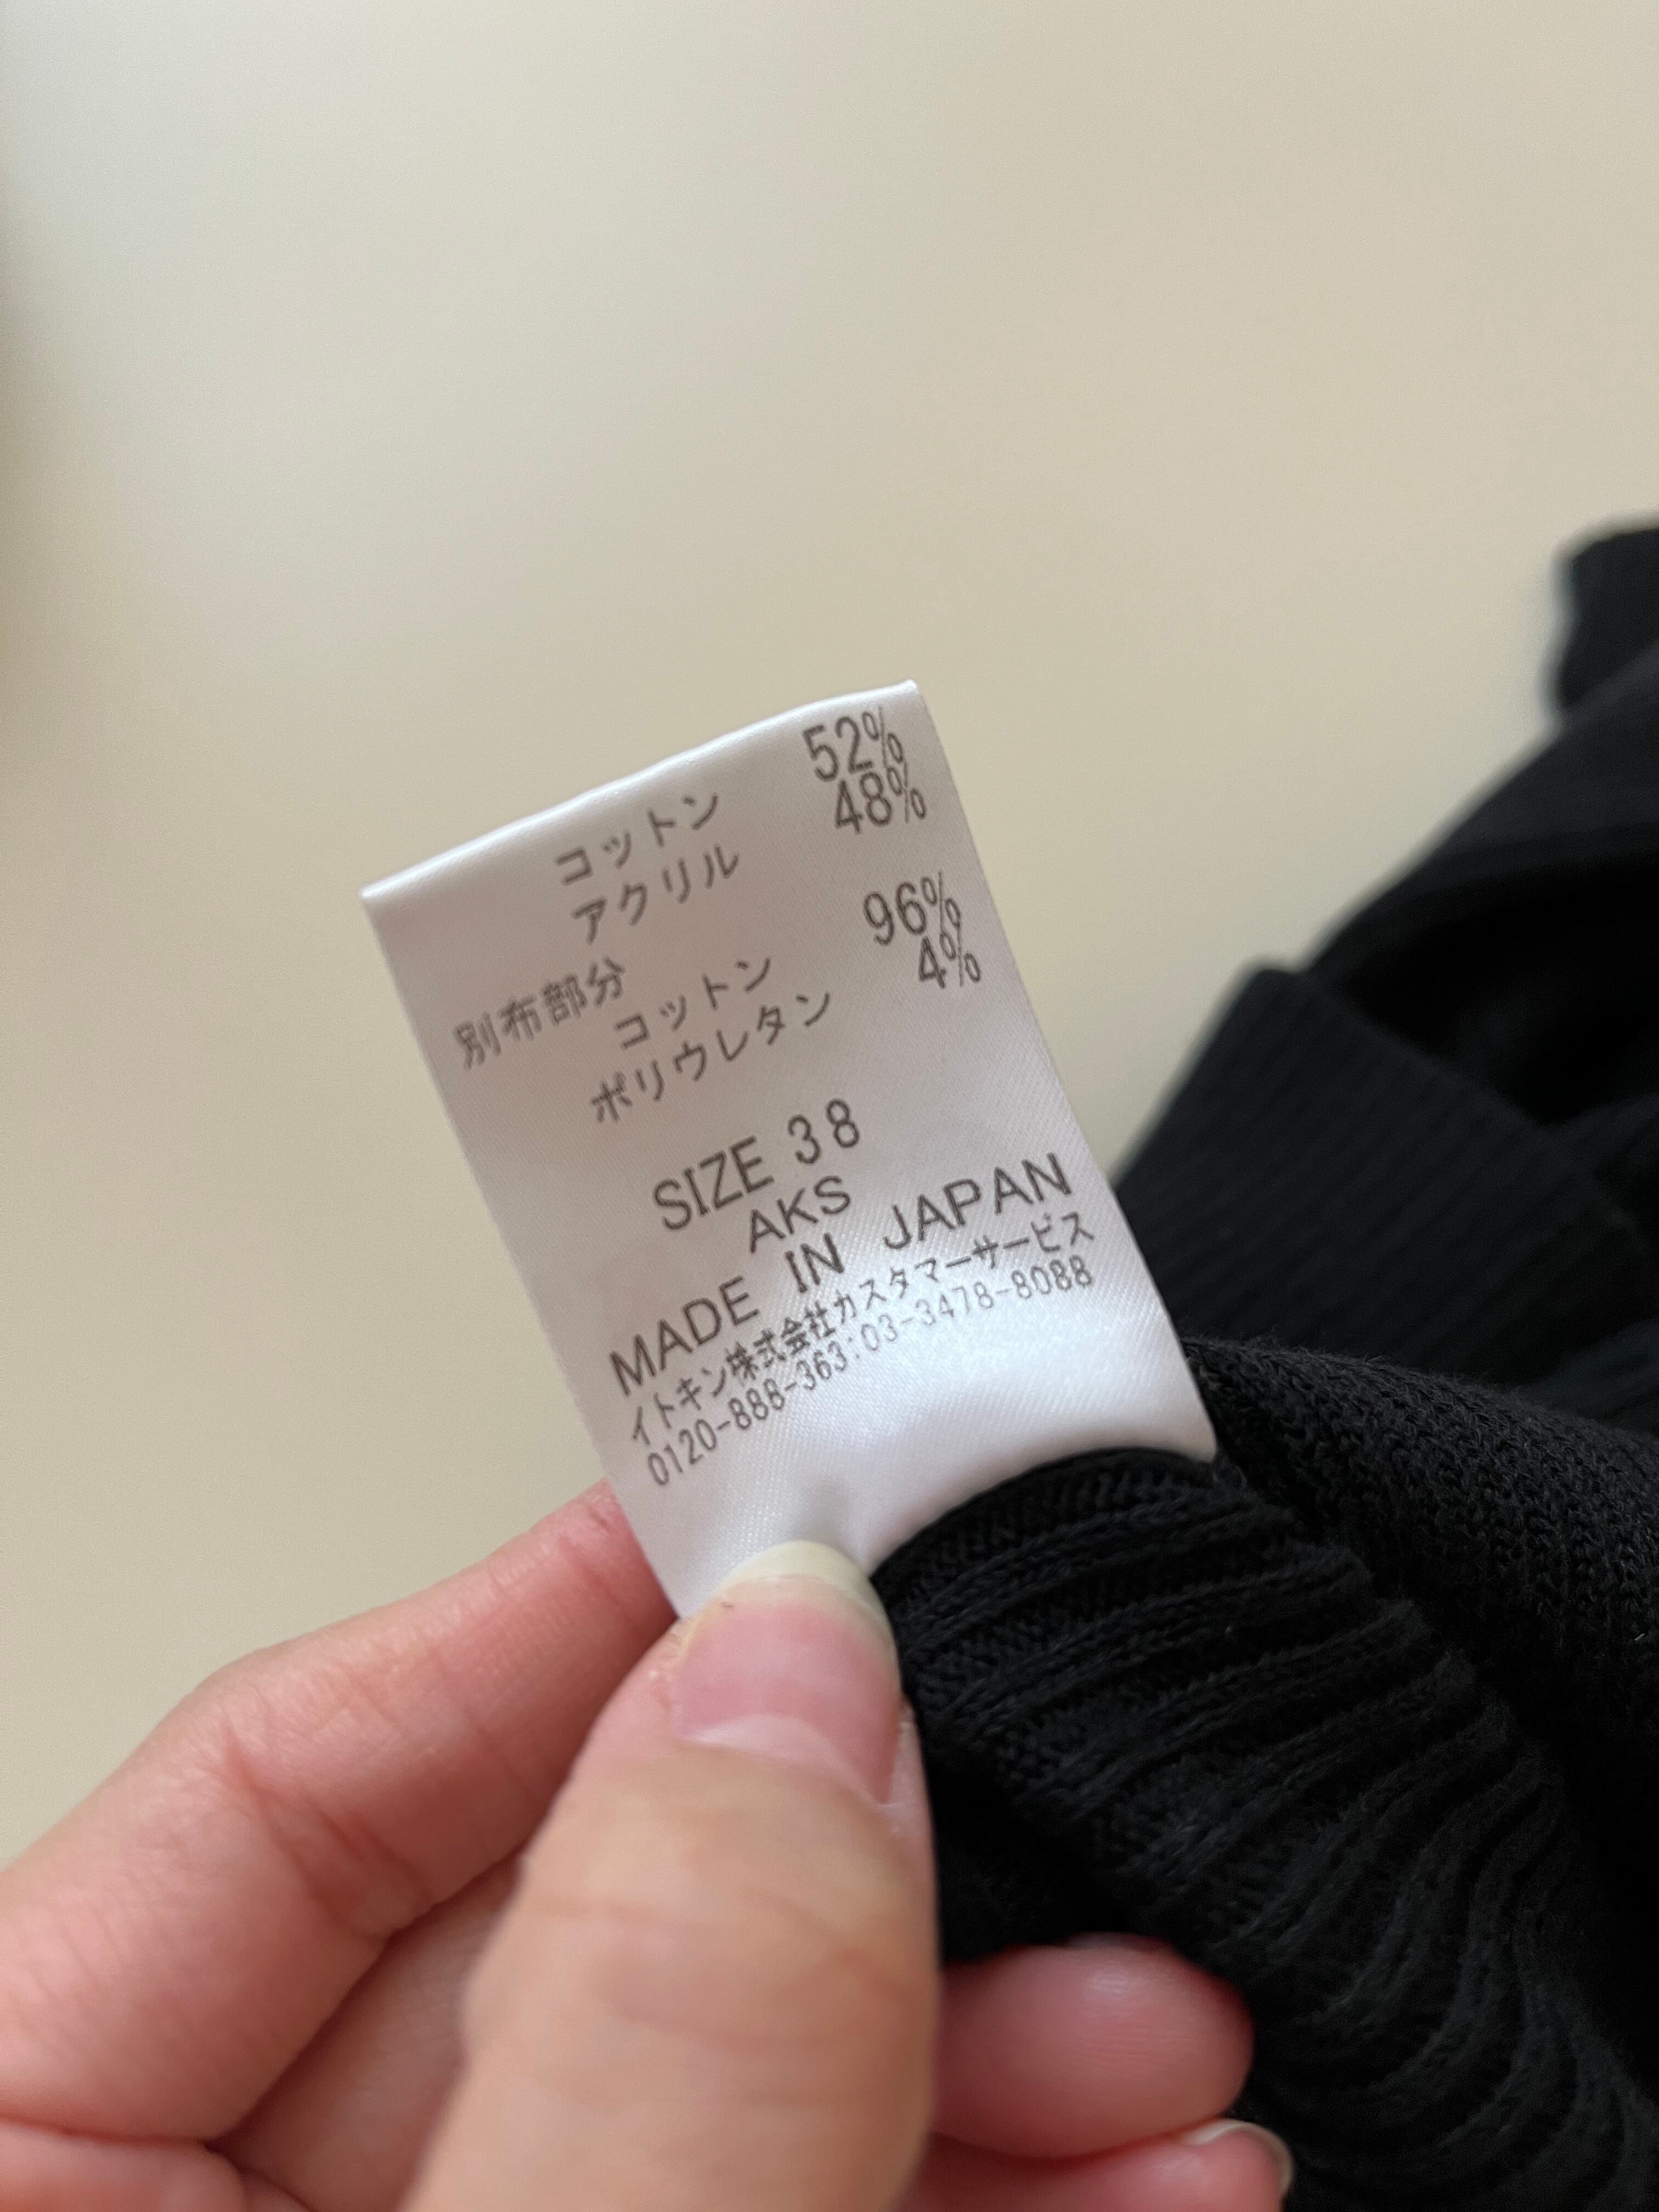 コットン 52%
アクリル 48%
別布部分
コットン 96%
ポリウレタン 4%
SIZE 38
AKS
MADE IN JAPAN
イトキン株式会社カスタマーサービス
0120-888-363:03-3478-8088